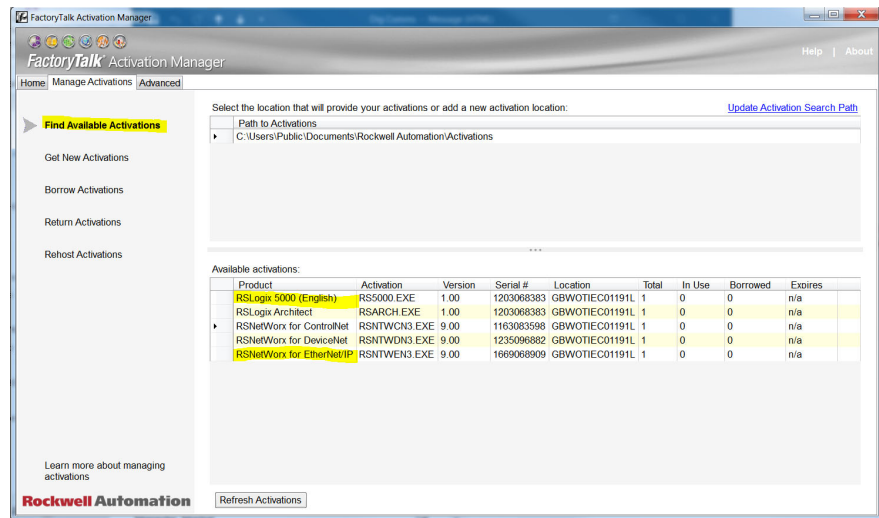 FactoryTalk Activation Manager
FactoryTalk Activation Manager
Help | About
Home Manage Activations Advanced
Find Available Activations
Get New Activations
Borrow Activations
Return Activations
Rehost Activations
Learn more about managing
activations
Rockwell Automation
Select the location that will provide your activations or add a new activation location: Update Activation Search Path
Path to Activations
C:\Users\Public\Documents\Rockwell Automation\Activations
Available activations:
Product Activation Version Serial # Location Total In Use Borrowed Expires
RSLogix 5000 (English) RS5000.EXE 1.00 1203068383 GBWOTIEC01191L 1 0 0 n/a
RSLogix Architect RSARCH.EXE 1.00 1203068383 GBWOTIEC01191L 1 0 0 n/a
RSNetWorx for ControlNet RSNTWCN3.EXE 9.00 1163083598 GBWOTIEC01191L 1 0 0 n/a
RSNetWorx for DeviceNet RSNTWDN3.EXE 9.00 1235096882 GBWOTIEC01191L 1 0 0 n/a
RSNetWorx for EtherNet/IP RSNTWEN3.EXE 9.00 1669068909 GBWOTIEC01191L 1 0 0 n/a
Refresh Activations